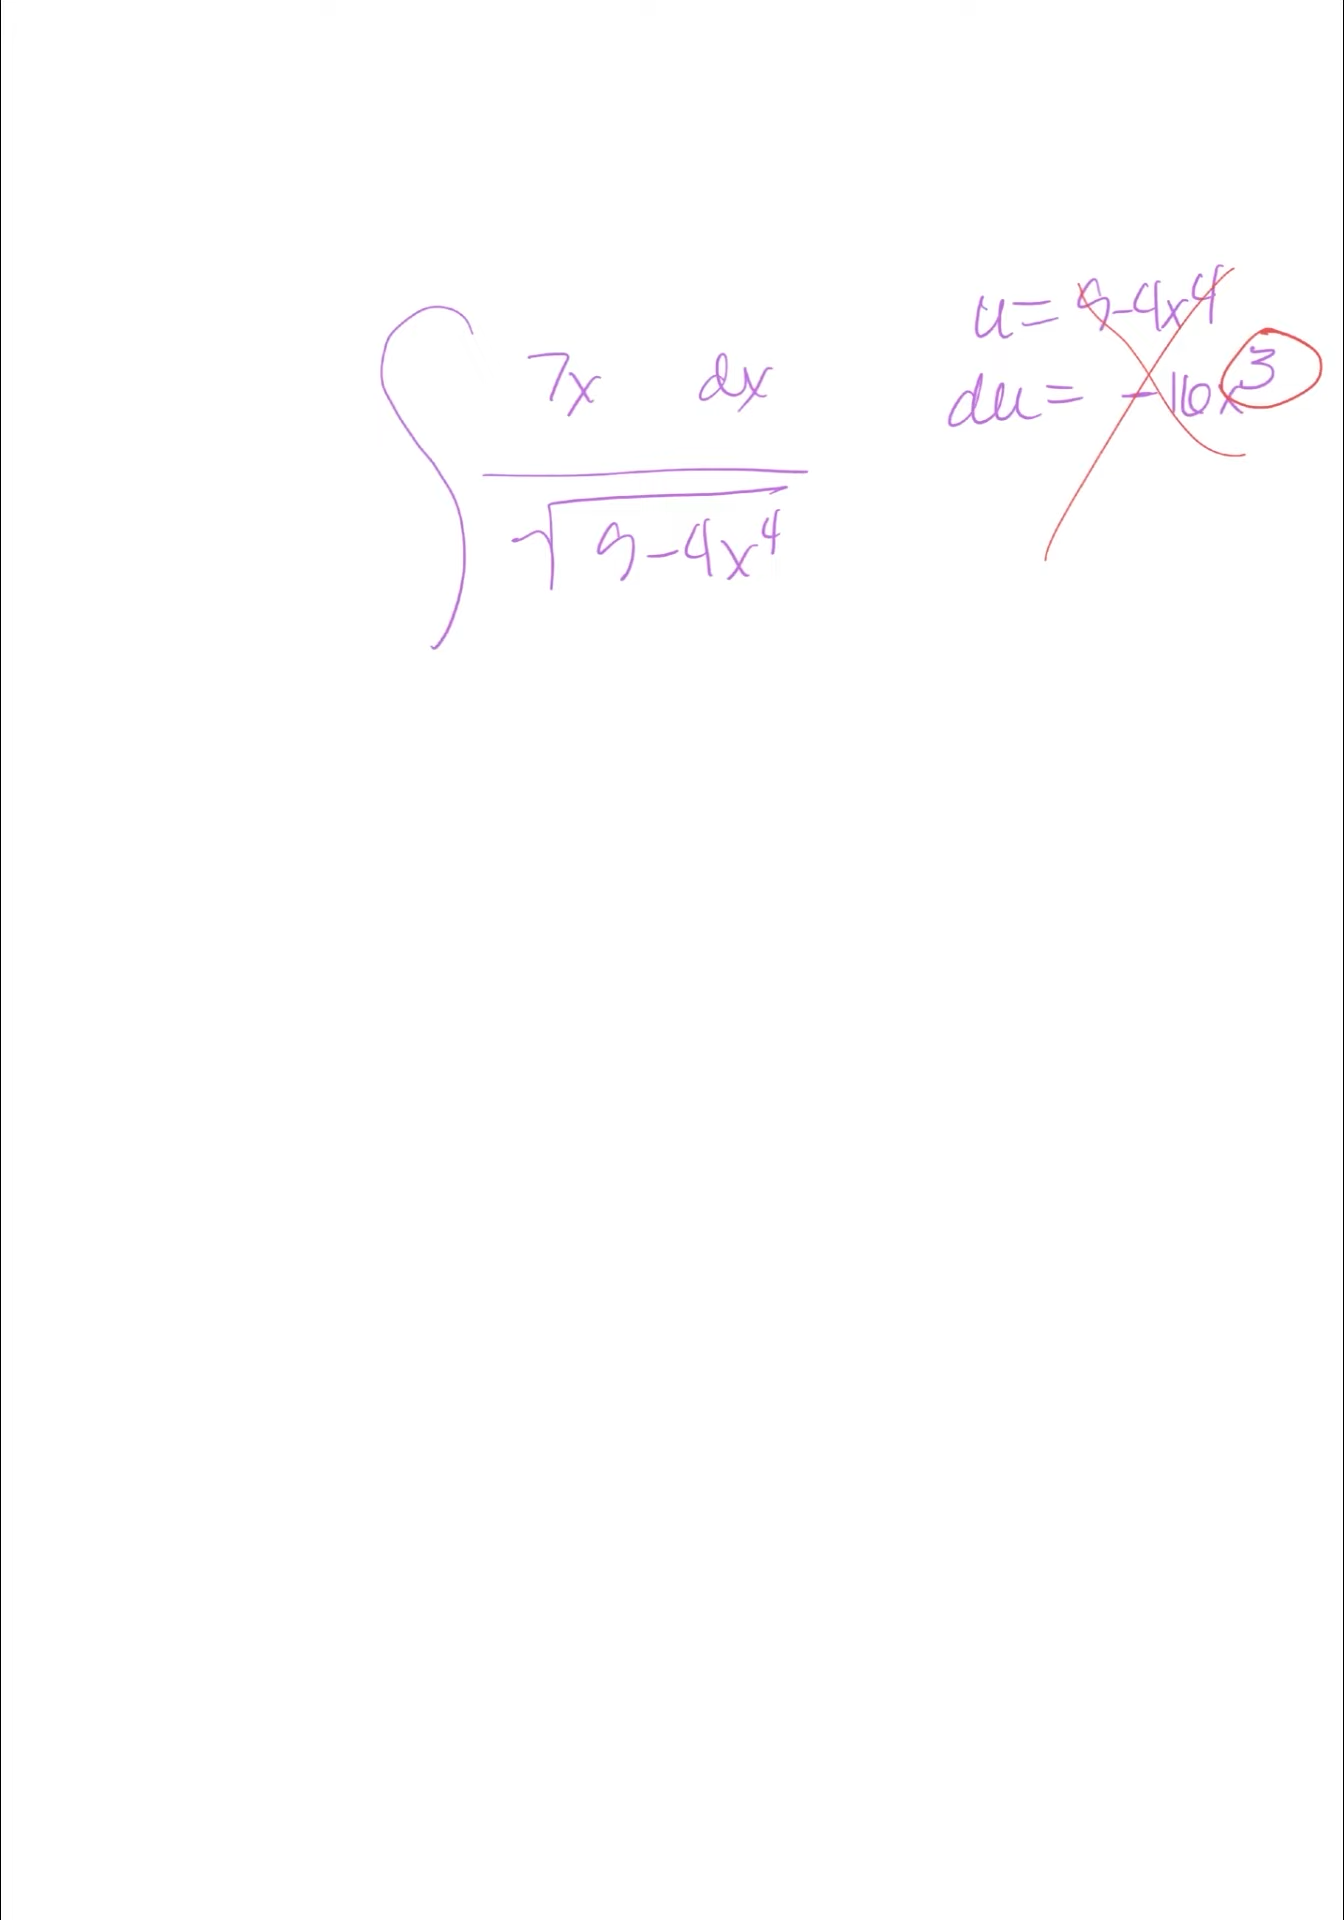 ∫ 7x dx / √(9-4x⁴)
u = 9-4x⁴
du = -16x³